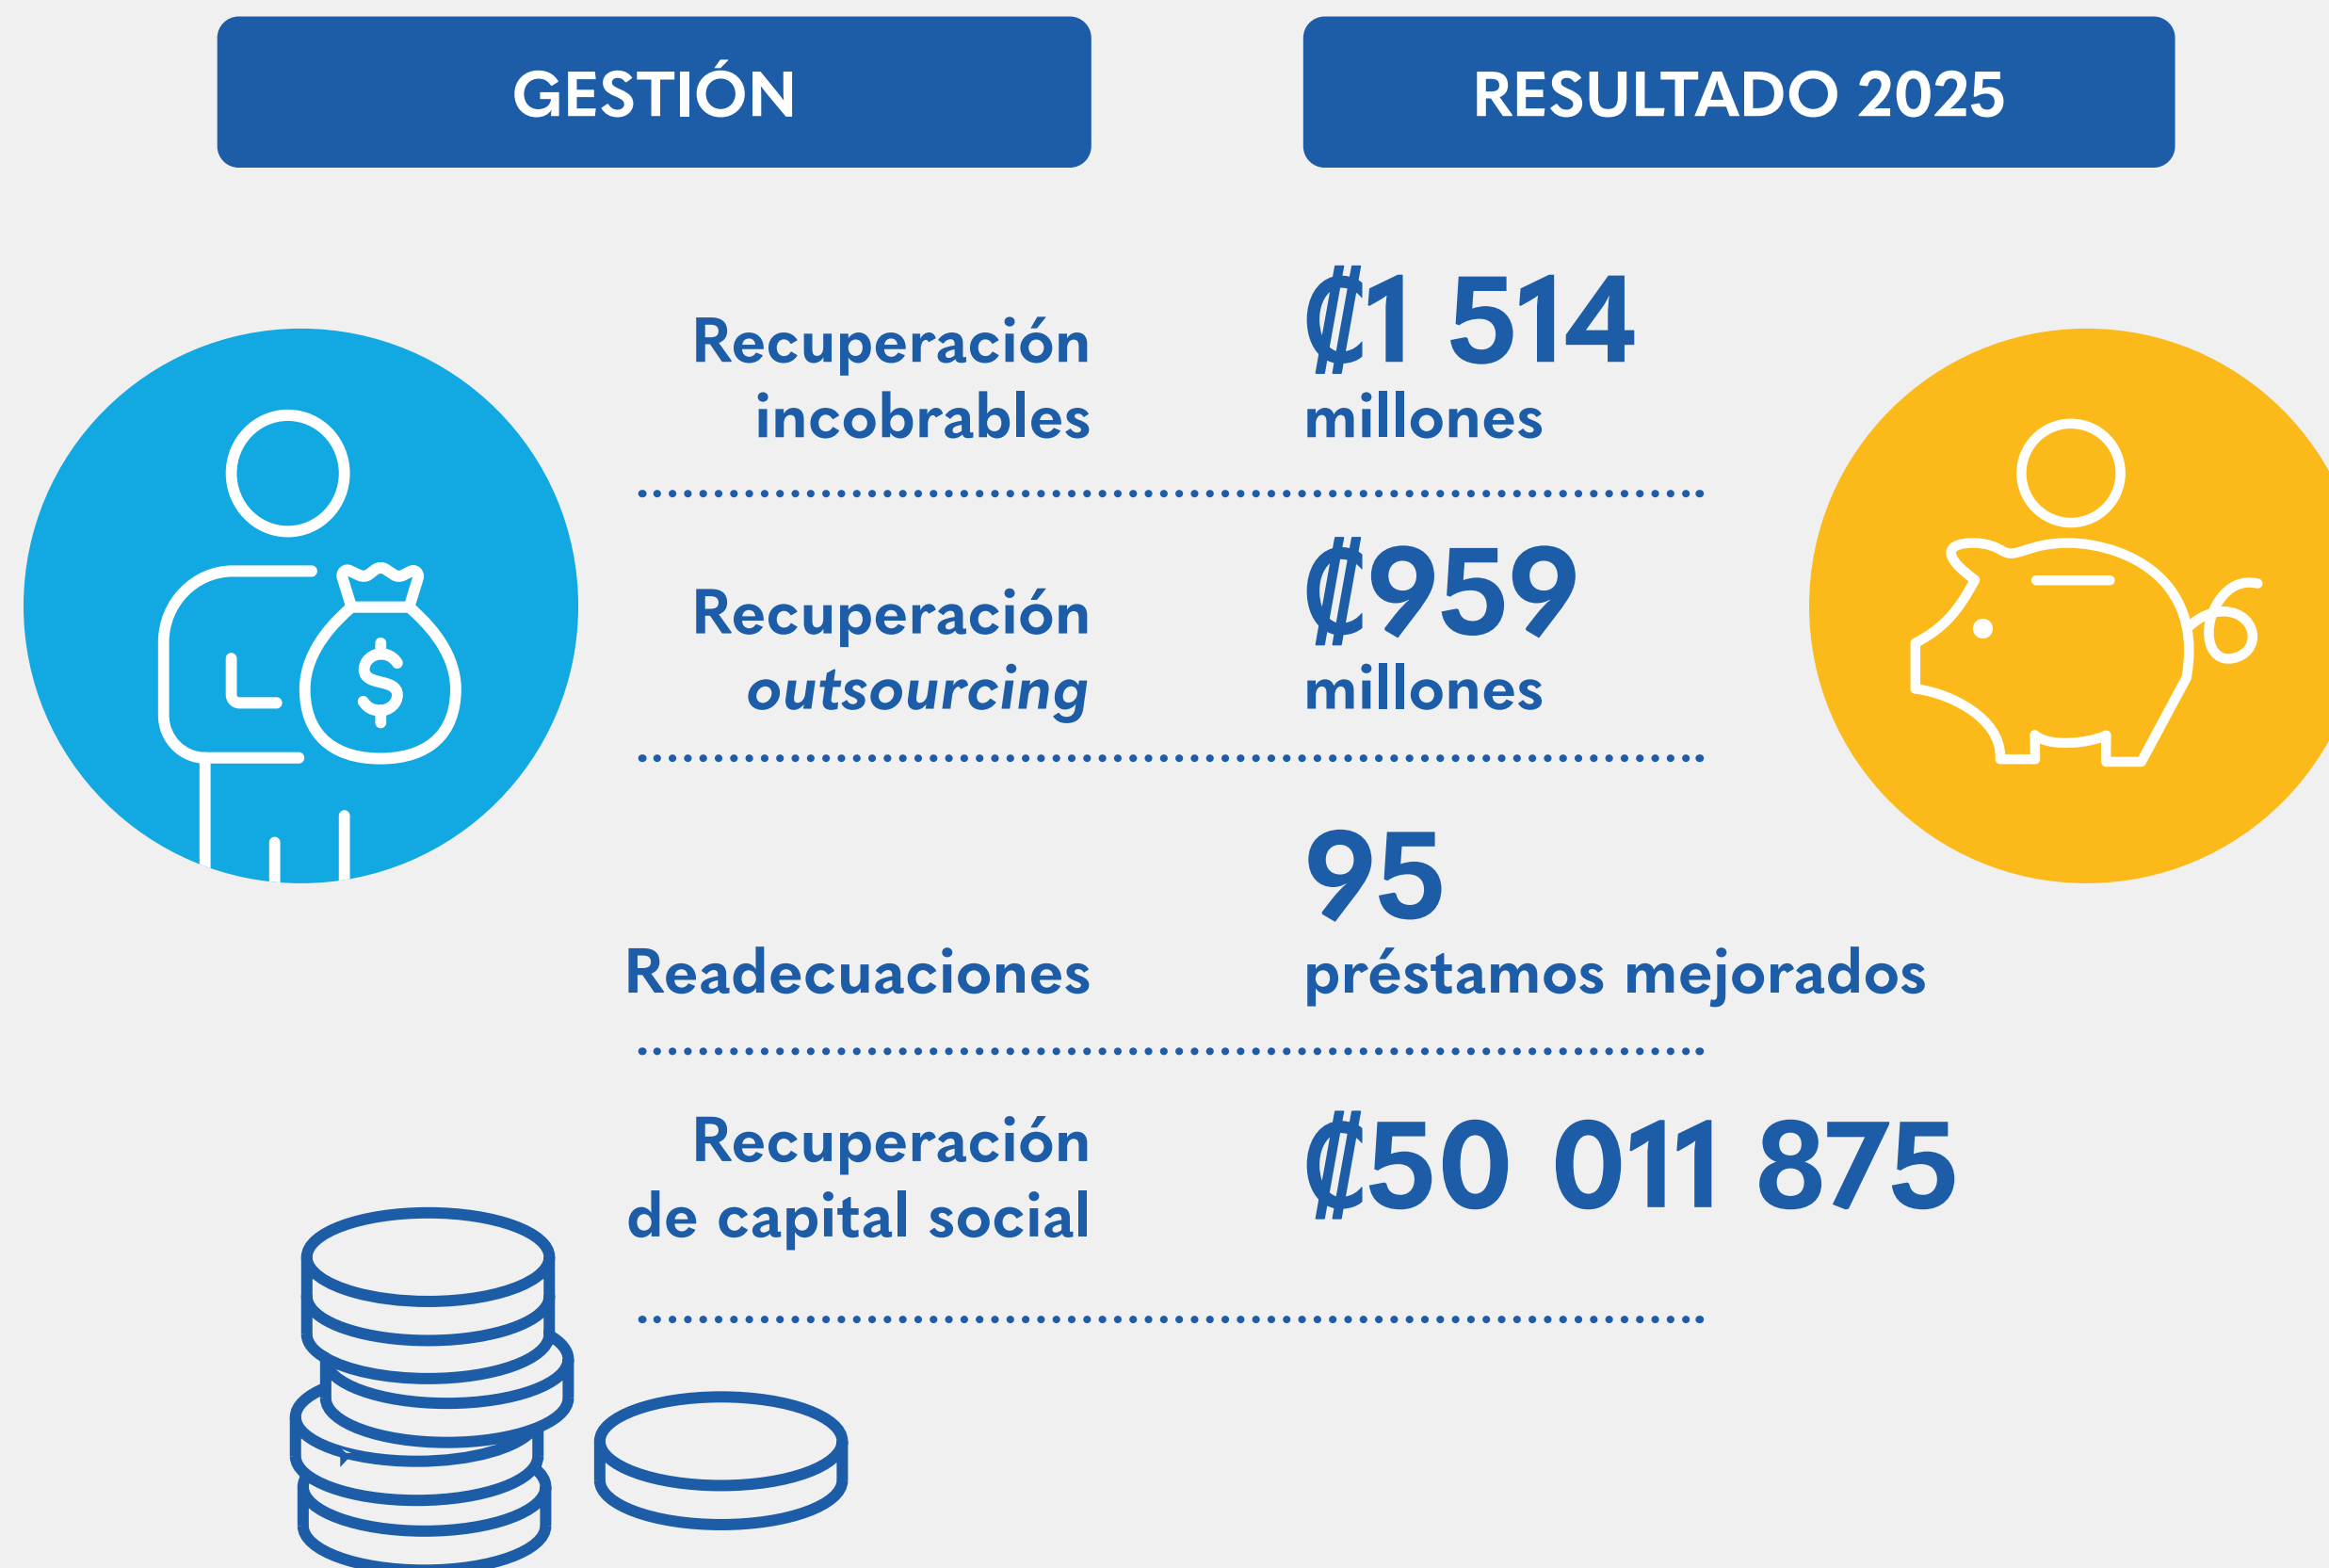 GESTIÓN
RESULTADO 2025
Recuperación
incobrables
₡1 514
millones
Recuperación
outsourcing
₡959
millones
Readecuaciones
95
préstamos mejorados
Recuperación
de capital social
₡50 011 875
$